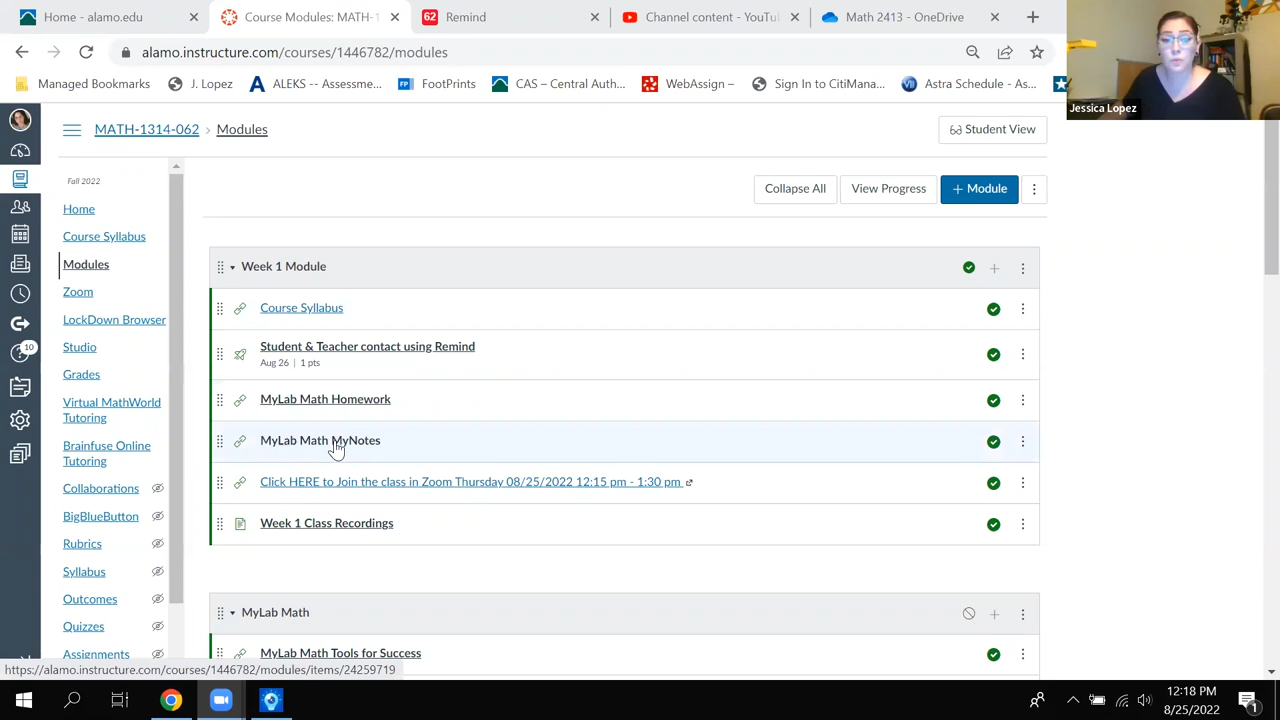 Home - alamo.edu
Course Modules: MATH-1
62 Remind
Channel content - YouTu
Math 2413 - OneDrive
alamo.instructure.com/courses/1446782/modules
Managed Bookmarks
J. Lopez
ALEKS -- Assesseme...
FP FootPrints
CAS – Central Auth...
WebAssign –
Sign In to CitiMana...
Astra Schedule - As...
Jessica Lopez
MATH-1314-062 › Modules
Student View
Fall 2022
Home
Course Syllabus
Modules
Zoom
LockDown Browser
Studio
10
Grades
Virtual MathWorld
Tutoring
Brainfuse Online
Tutoring
Collaborations
BigBlueButton
Rubrics
Syllabus
Outcomes
Quizzes
Assignments
Collapse All
View Progress
+ Module
Week 1 Module
Course Syllabus
Student & Teacher contact using Remind
Aug 26 | 1 pts
MyLab Math Homework
MyLab Math MyNotes
Click HERE to Join the class in Zoom Thursday 08/25/2022 12:15 pm - 1:30 pm
Week 1 Class Recordings
MyLab Math
MyLab Math Tools for Success
https://alamo.instructure.com/courses/1446782/modules/items/24259719
12:18 PM
8/25/2022
1